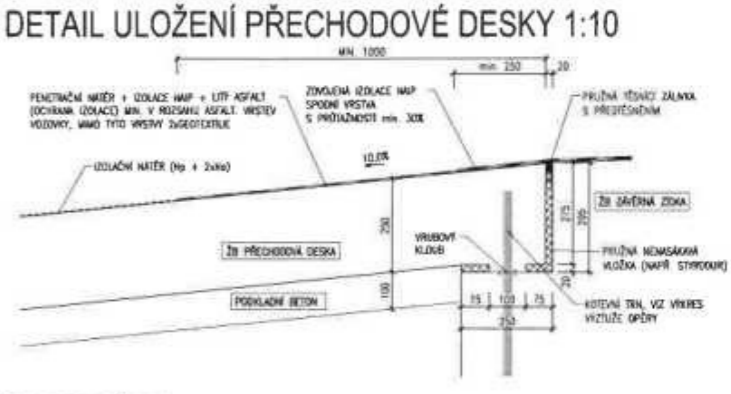 DETAIL ULOŽENÍ PŘECHODOVÉ DESKY 1:10
MIN. 1000
min. 250
20
PENETRAČNÍ NÁTĚR + IZOLACE NAIP + LITÝ ASFALT
(OCHRANA IZOLACE) MIN. V ROZSAHU ASFALT. VRSTEV
VOZOVKY, MIMO TYTO VRSTVY 2xGEOTEXTILIE
ZDVOJENÁ IZOLACE NAIP
SPODNÍ VRSTVA
S PRŮTAŽNOSTÍ min. 30%
PRUŽNÁ TĚSNÍCÍ ZÁLIVKA
S PŘEDTĚSNĚNÍM
IZOLAČNÍ NÁTĚR (Np + 2xNa)
10.0%
ŽB ZÁVĚRNÁ ZÍDKA
250
275
295
ŽB PŘECHODOVÁ DESKA
VRUBOVÝ
KLOUB
PRUŽNÁ NENASÁKAVÁ
VLOŽKA (NAPŘ STYRODUR)
20
PODKLADNÍ BETON
100
75
100
75
250
KOTEVNÍ TRN, VIZ VÝKRES
VÝZTUŽE OPĚRY